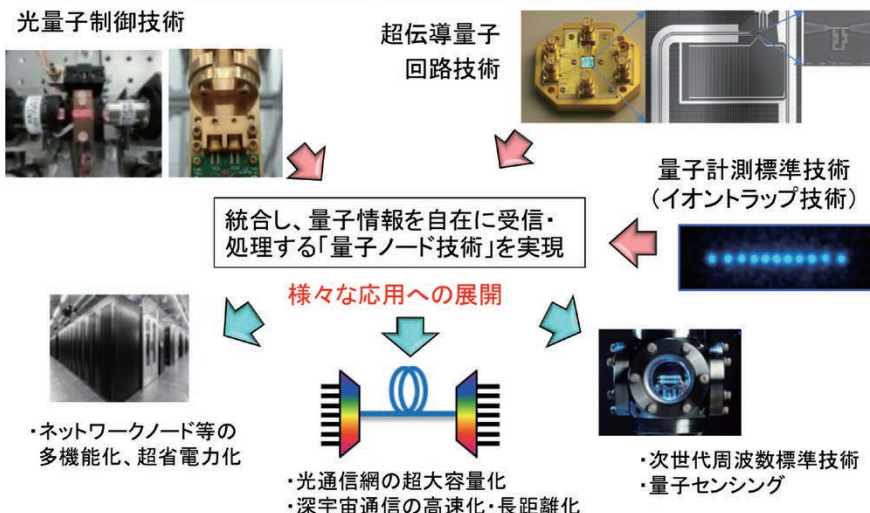 光量子制御技術
超伝導量子
回路技術
量子計測標準技術
（イオントラップ技術）
統合し、量子情報を自在に受信・
処理する「量子ノード技術」を実現
様々な応用への展開
・ネットワークノード等の
多機能化、超省電力化
・光通信網の超大容量化
・深宇宙通信の高速化・長距離化
・次世代周波数標準技術
・量子センシング